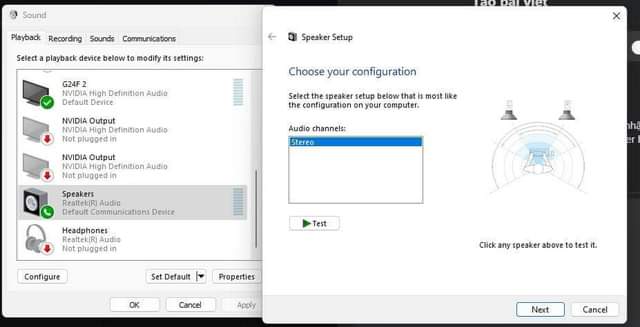 Sound
Playback Recording Sounds Communications
Select a playback device below to modify its settings:
G24F 2
NVIDIA High Definition Audio
Default Device
NVIDIA Output
NVIDIA High Definition Audio
Not plugged in
NVIDIA Output
NVIDIA High Definition Audio
Not plugged in
Speakers
Realtek(R) Audio
Default Communications Device
Headphones
Realtek(R) Audio
Not plugged in
Configure Set Default Properties
OK Cancel Apply
Tạo bài viết
Speaker Setup
Choose your configuration
Select the speaker setup below that is most like
the configuration on your computer.
Audio channels:
Stereo
Test
Click any speaker above to test it.
Next Cancel